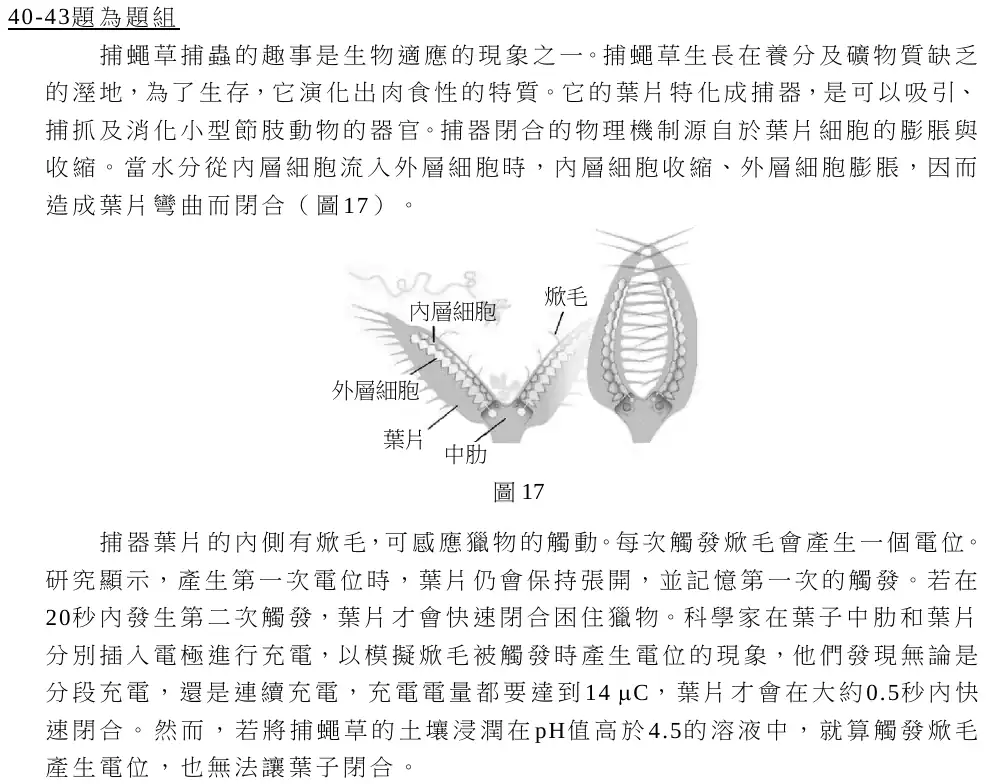 40-43題為題組
捕蠅草捕蟲的趣事是生物適應的現象之一。捕蠅草生長在養分及礦物質缺乏
的溼地，為了生存，它演化出肉食性的特質。它的葉片特化成捕器，是可以吸引、
捕抓及消化小型節肢動物的器官。捕器閉合的物理機制源自於葉片細胞的膨脹與
收縮。當水分從內層細胞流入外層細胞時，內層細胞收縮、外層細胞膨脹，因而
造成葉片彎曲而閉合（圖17）。
焮毛
內層細胞
外層細胞
葉片
中肋
圖 17
捕器葉片的內側有焮毛，可感應獵物的觸動。每次觸發焮毛會產生一個電位。
研究顯示，產生第一次電位時，葉片仍會保持張開，並記憶第一次的觸發。若在
20秒內發生第二次觸發，葉片才會快速閉合困住獵物。科學家在葉子中肋和葉片
分別插入電極進行充電，以模擬焮毛被觸發時產生電位的現象，他們發現無論是
分段充電，還是連續充電，充電電量都要達到14 μC，葉片才會在大約0.5秒內快
速閉合。然而，若將捕蠅草的土壤浸潤在pH值高於4.5的溶液中，就算觸發焮毛
產生電位，也無法讓葉子閉合。